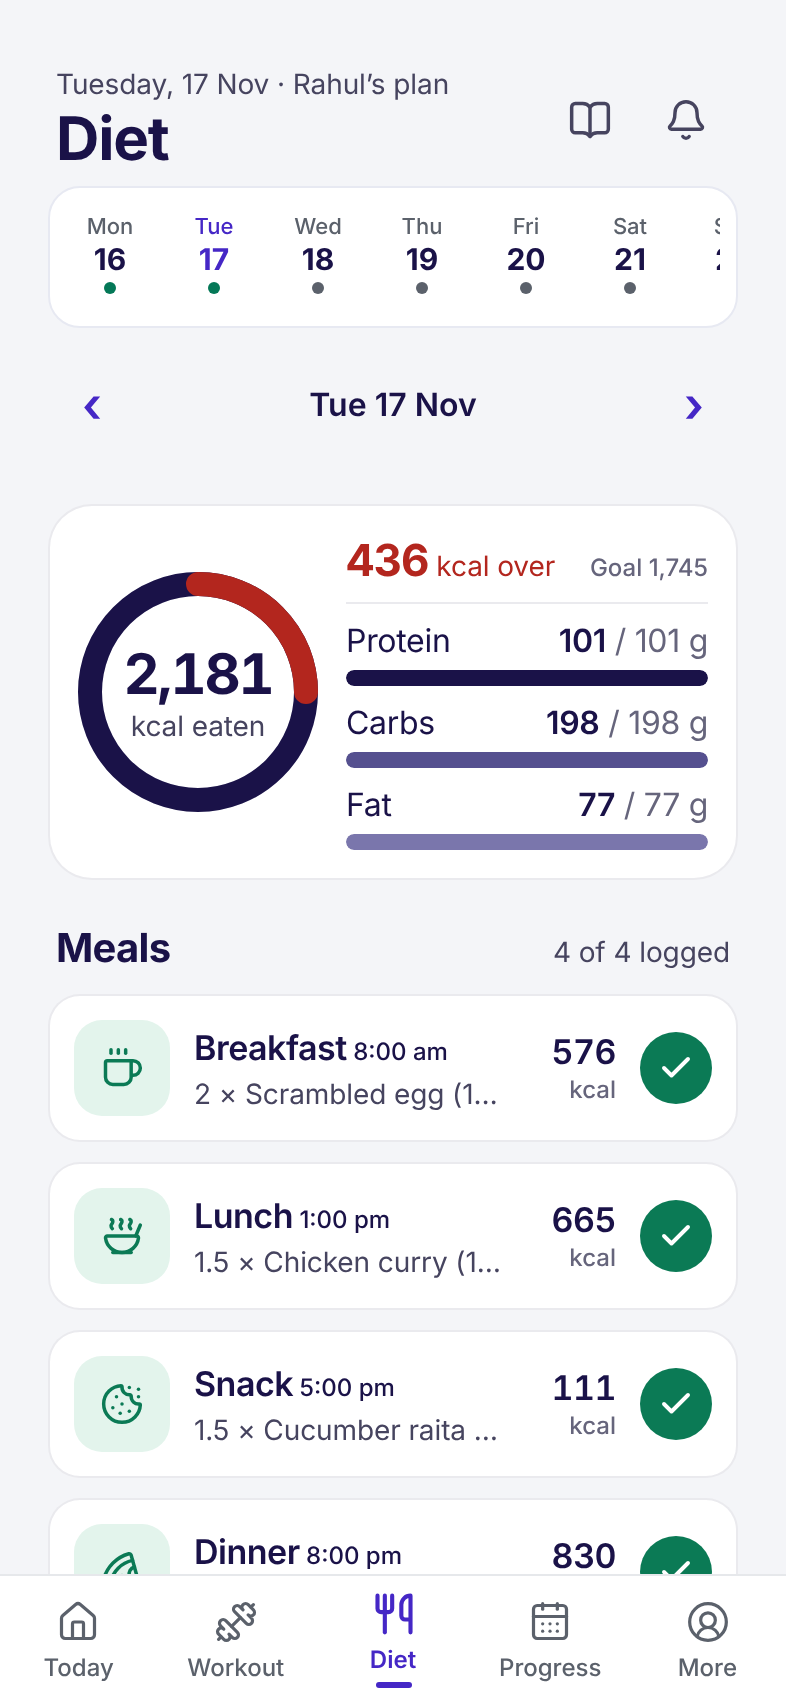 Tuesday, 17 Nov · Rahul’s plan
Diet
Mon Tue Wed Thu Fri Sat
16 17 18 19 20 21
‹ Tue 17 Nov ›
436 kcal over Goal 1,745
2,181
kcal eaten
Protein 101 / 101 g
Carbs 198 / 198 g
Fat 77 / 77 g
Meals 4 of 4 logged
Breakfast 8:00 am 576
2 × Scrambled egg (1... kcal
Lunch 1:00 pm 665
1.5 × Chicken curry (1... kcal
Snack 5:00 pm 111
1.5 × Cucumber raita ... kcal
Dinner 8:00 pm 830
Today Workout Diet Progress More